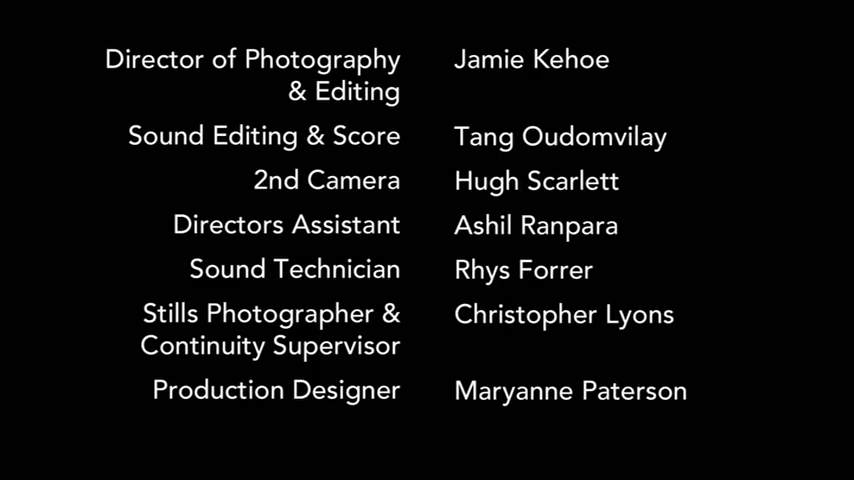 Director of Photography Jamie Kehoe
& Editing
Sound Editing & Score Tang Oudomvilay
2nd Camera Hugh Scarlett
Directors Assistant Ashil Ranpara
Sound Technician Rhys Forrer
Stills Photographer & Christopher Lyons
Continuity Supervisor
Production Designer Maryanne Paterson